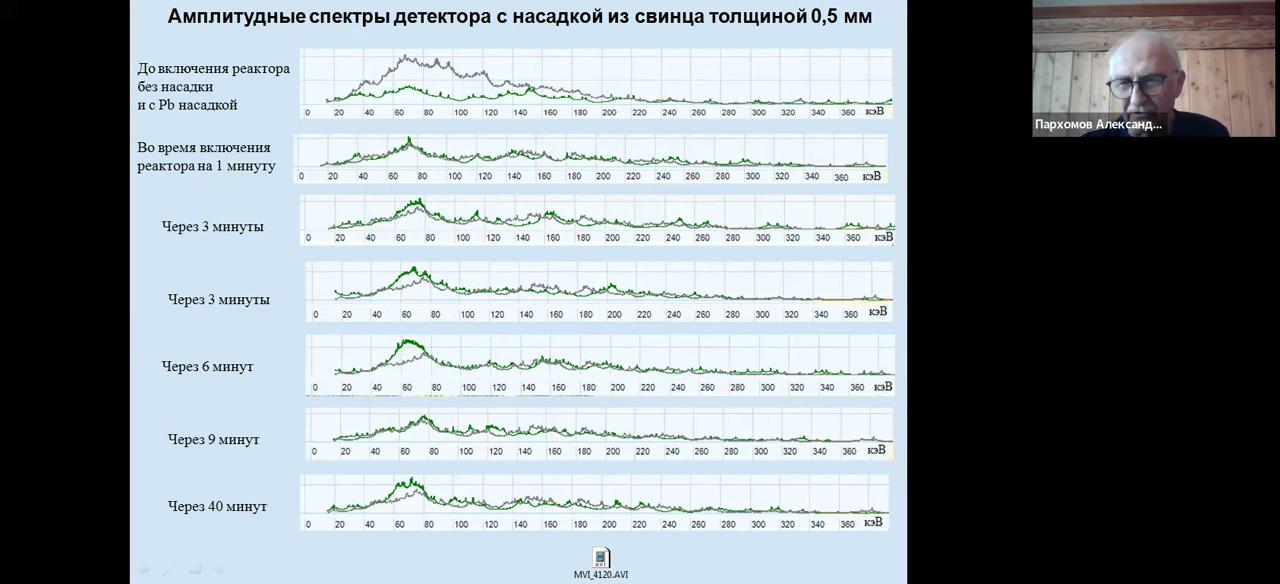 Амплитудные спектры детектора с насадкой из свинца толщиной 0,5 мм
До включения реактора
без насадки
и с Pb насадкой
0 20 40 60 80 100 120 140 160 180 200 220 240 260 280 300 320 340 360 кэВ
Во время включения
реактора на 1 минуту
0 20 40 60 80 100 120 140 160 180 200 220 240 260 280 300 320 340 360 кэВ
Через 3 минуты
0 20 40 60 80 100 120 140 160 180 200 220 240 260 280 300 320 340 360 кэВ
Через 3 минуты
0 20 40 60 80 100 120 140 160 180 200 220 240 260 280 300 320 340 360 кэВ
Через 6 минут
0 20 40 60 80 100 120 140 160 180 200 220 240 260 280 300 320 340 360 кэВ
Через 9 минут
0 20 40 60 80 100 120 140 160 180 200 220 240 260 280 300 320 340 360 кэВ
Через 40 минут
0 20 40 60 80 100 120 140 160 180 200 220 240 260 280 300 320 340 360 кэВ
AVI
MVI_4120.AVI
Пархомов Александ...